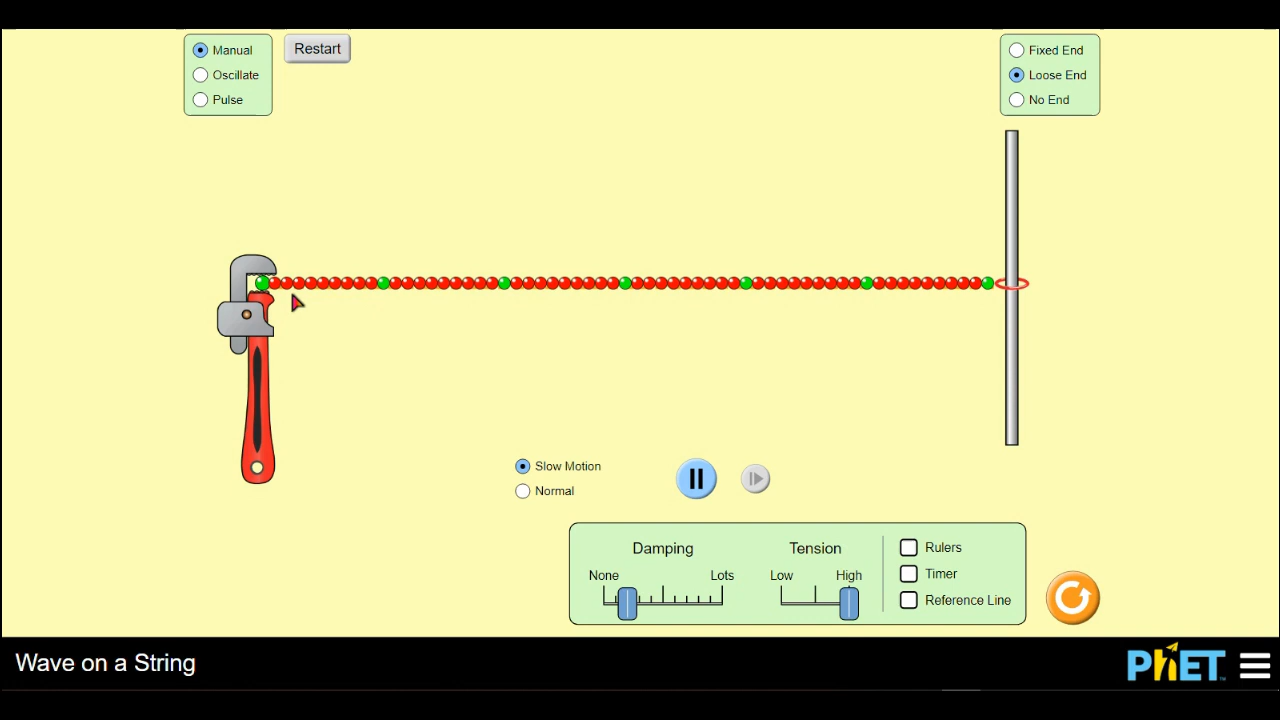 Manual
Oscillate
Pulse
Restart
Fixed End
Loose End
No End
Slow Motion
Normal
Damping
None Lots
Tension
Low High
Rulers
Timer
Reference Line
Wave on a String
PhET